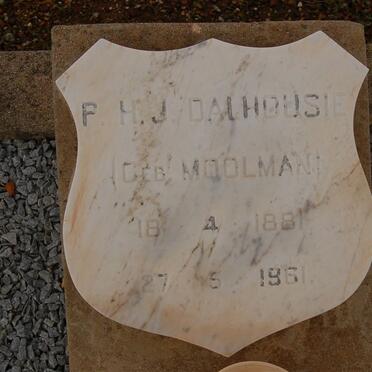 P. H. J. DALHOUSIE
(GEB MOOLMAN)
18 4 1881
27 5 1961